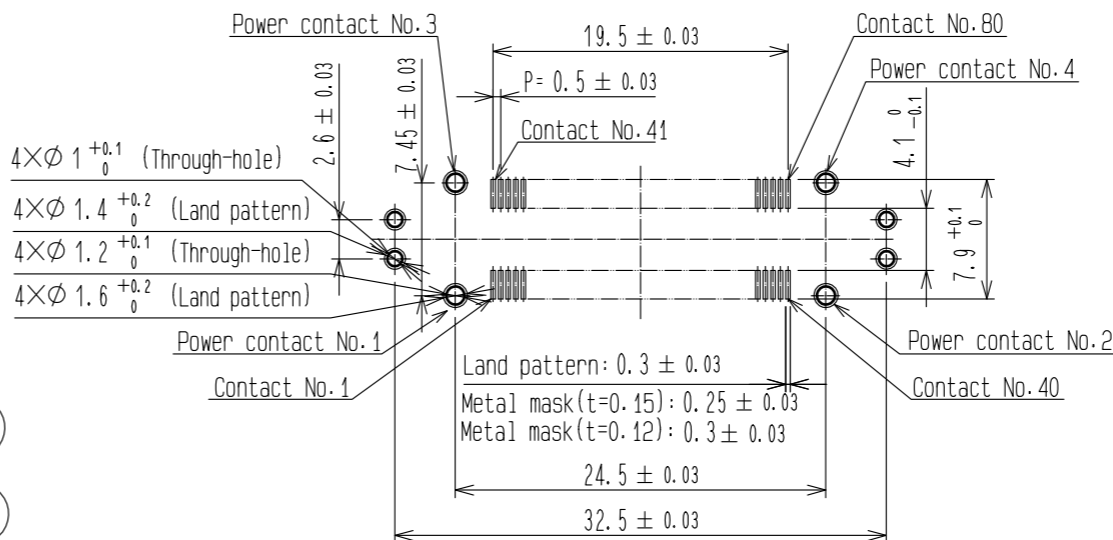 Power contact No.3
19.5 ± 0.03
Contact No.80
P= 0.5 ± 0.03
Power contact No.4
2.6 ± 0.03
7.45 ± 0.03
Contact No.41
4.1 0 -0.1
4×Ø 1 +0.1 0 (Through-hole)
4×Ø 1.4 +0.2 0 (Land pattern)
4×Ø 1.2 +0.1 0 (Through-hole)
4×Ø 1.6 +0.2 0 (Land pattern)
7.9 +0.1 0
Power contact No.1
Power contact No.2
Land pattern: 0.3 ± 0.03
Contact No.1
Contact No.40
Metal mask(t=0.15): 0.25 ± 0.03
Metal mask(t=0.12): 0.3 ± 0.03
24.5 ± 0.03
32.5 ± 0.03